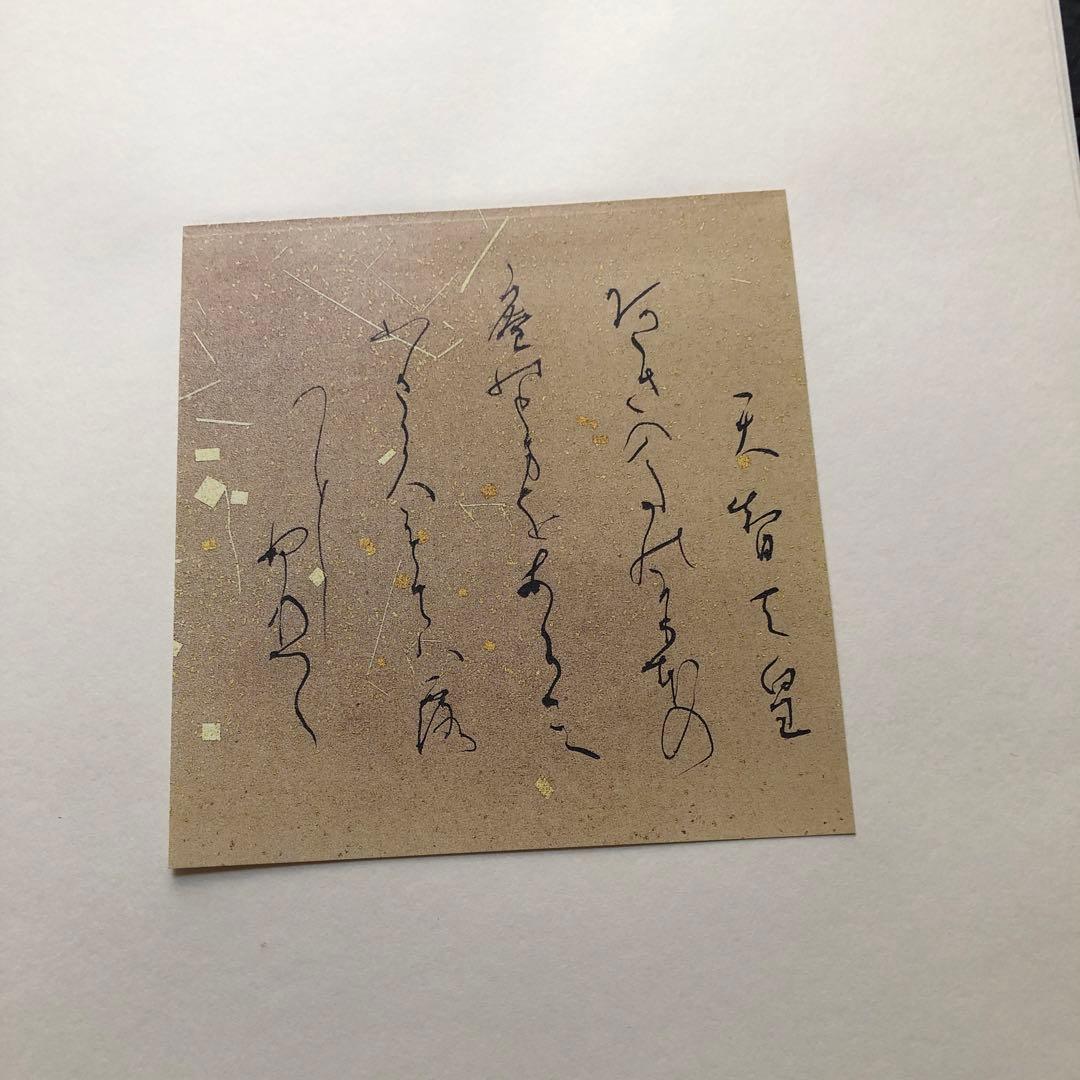 天智天皇
あきのたのかりほの
庵のとまをあらみ
わかころもては露
に
ぬれつゝ